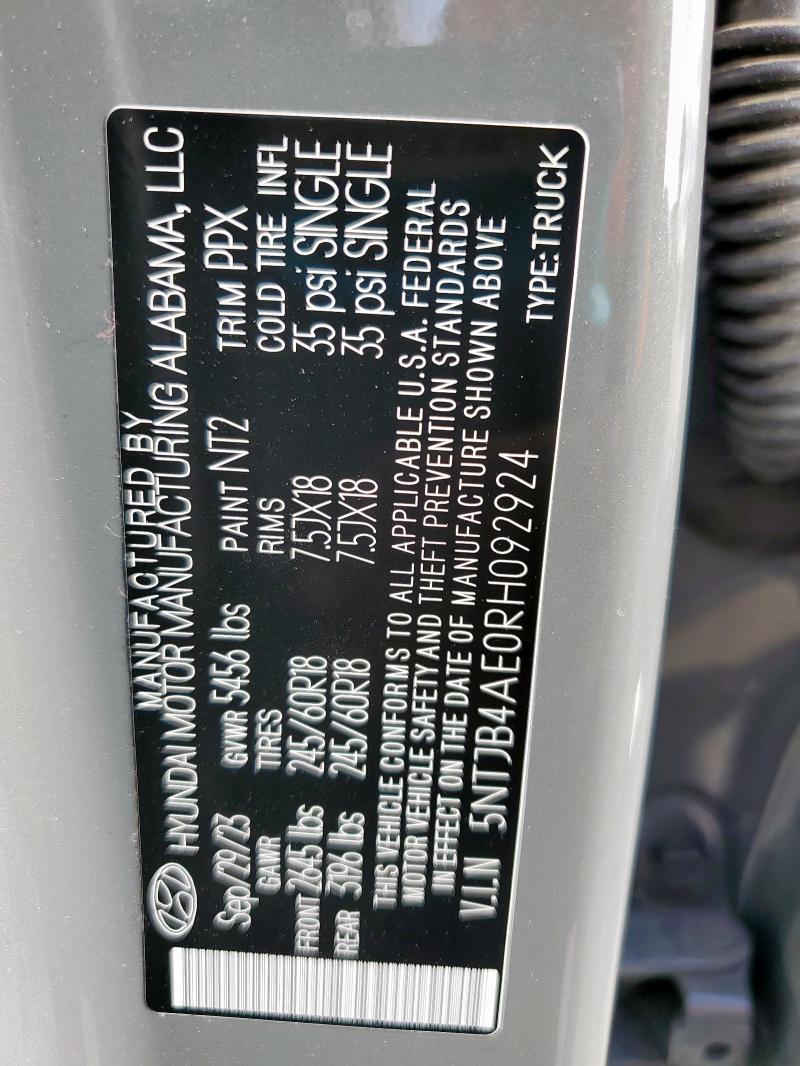 MANUFACTURED BY
HYUNDAI MOTOR MANUFACTURING ALABAMA, LLC
Sep/29/23 GVWR 5456 lbs PAINT NT2 TRIM PPX
GAWR TIRES RIMS COLD TIRE INFL
FRONT 2645 lbs 245/60R18 7.5JX18 35 psi SINGLE
REAR 3196 lbs 245/60R18 7.5JX18 35 psi SINGLE
THIS VEHICLE CONFORMS TO ALL APPLICABLE U.S.A. FEDERAL
MOTOR VEHICLE SAFETY AND THEFT PREVENTION STANDARDS
IN EFFECT ON THE DATE OF MANUFACTURE SHOWN ABOVE
V.I.N 5NTJB4AE0RH092924 TYPE:TRUCK